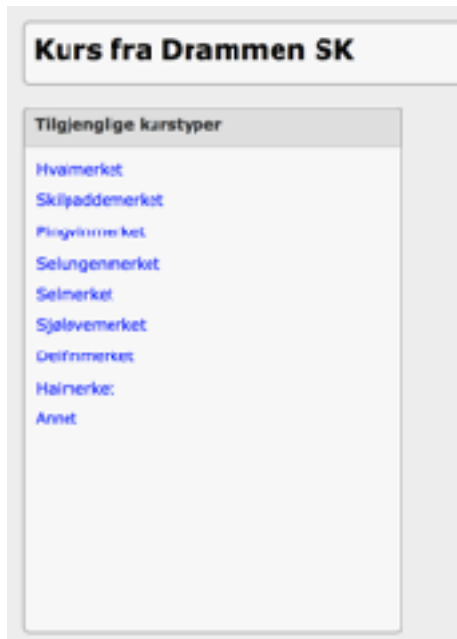 Kurs fra Drammen SK
Tilgjenglige kurstyper
Hvalmerket
Skilpaddemerket
Pingvinmerket
Selungenmerket
Selmerket
Sjøløvemerket
Delfinmerket
Haimerket
Annet